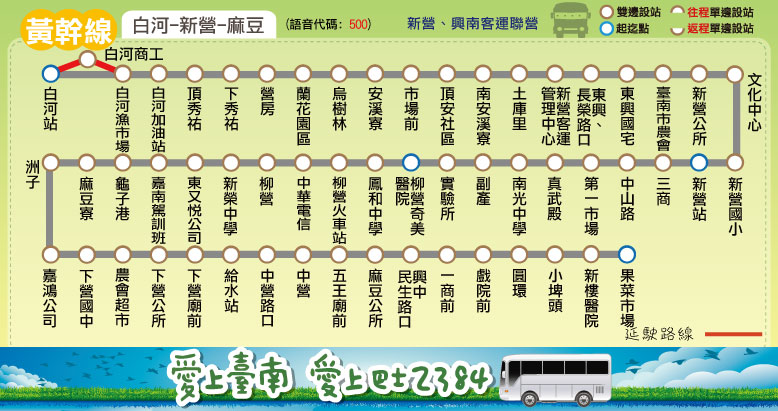 黃幹線
白河-新營-麻豆
(語音代碼: 500)
新營、興南客運聯營
雙邊設站
往程單邊設站
起迄點
返程單邊設站
白河商工
白河站
白河漁市場
白河加油站
頂秀祐
下秀祐
營房
蘭花園區
烏樹林
安溪寮
市場前
頂安社區
南安溪寮
土庫里
新營客運
管理中心
東興、
長榮路口
東興國宅
臺南市農會
新營公所
文化中心
洲子
麻豆寮
龜子港
嘉南駕訓班
東又悅公司
新榮中學
柳營
中華電信
柳營火車站
鳳和中學
柳營奇美
醫院
實驗所
副產
南光中學
真武殿
第一市場
中山路
三商
新營站
新營國小
嘉鴻公司
下營國中
農會超市
下營公所
下營廟前
給水站
中營路口
中營
五王廟前
麻豆公所
興中
民生路口
一商前
戲院前
圓環
小埤頭
新樓醫院
果菜市場
延駛路線
愛上臺南 愛上巴士2384